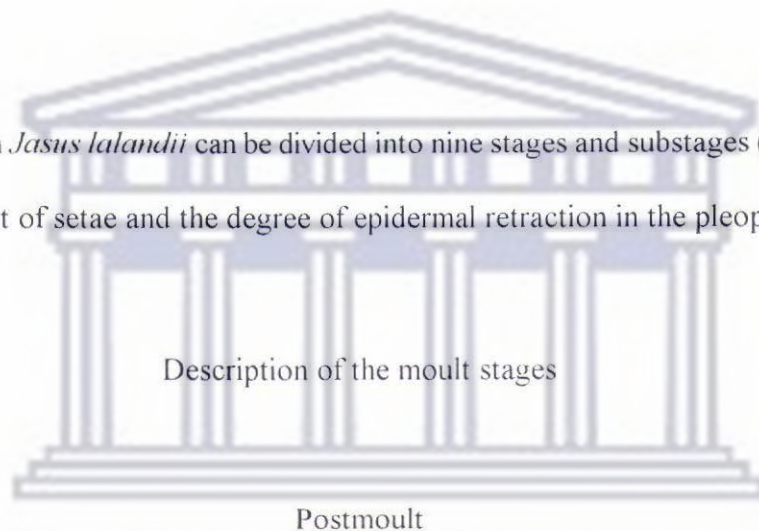 Jasus lalandii can be divided into nine stages and substages (
t of setae and the degree of epidermal retraction in the
Description of the moult stages
Postmoult